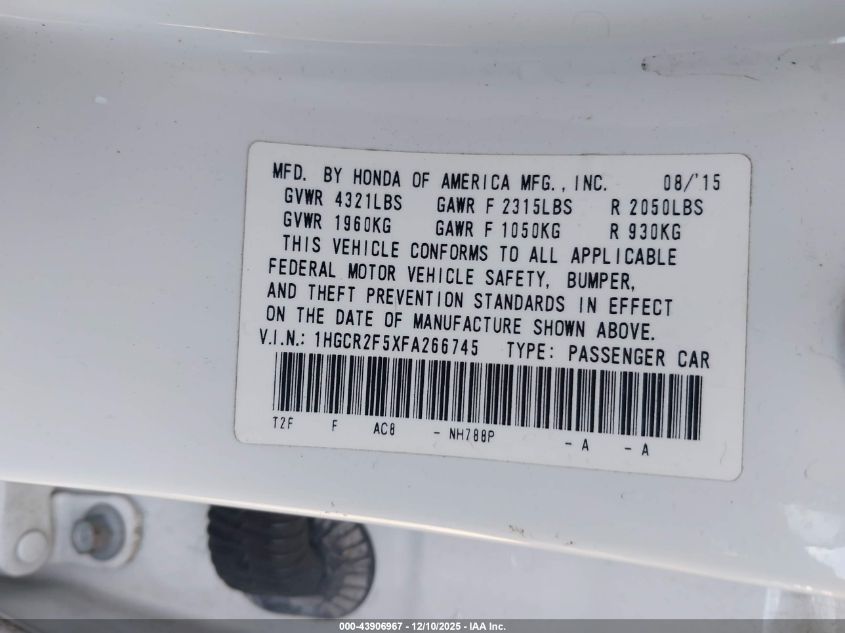 MFD. BY HONDA OF AMERICA MFG., INC. 08/'15
GVWR 4321LBS GAWR F 2315LBS R 2050LBS
GVWR 1960KG GAWR F 1050KG R 930KG
THIS VEHICLE CONFORMS TO ALL APPLICABLE
FEDERAL MOTOR VEHICLE SAFETY, BUMPER,
AND THEFT PREVENTION STANDARDS IN EFFECT
ON THE DATE OF MANUFACTURE SHOWN ABOVE.
V.I.N.: 1HGCR2F5XFA266745 TYPE: PASSENGER CAR
T2F F AC8 - NH788P - A - A
000-43906967 - 12/10/2025 - IAA Inc.